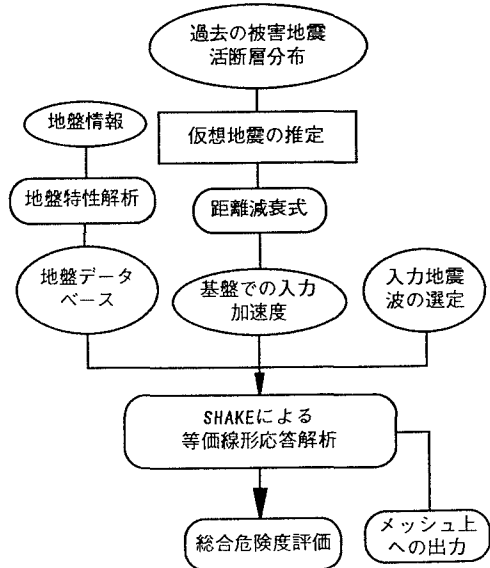 過去の被害地震
活断層分布
地盤情報
仮想地震の推定
地盤特性解析
距離減衰式
地盤データ
ベース
基盤での入力
加速度
入力地震
波の選定
SHAKEによる
等価線形応答解析
総合危険度評価
メッシュ上
への出力